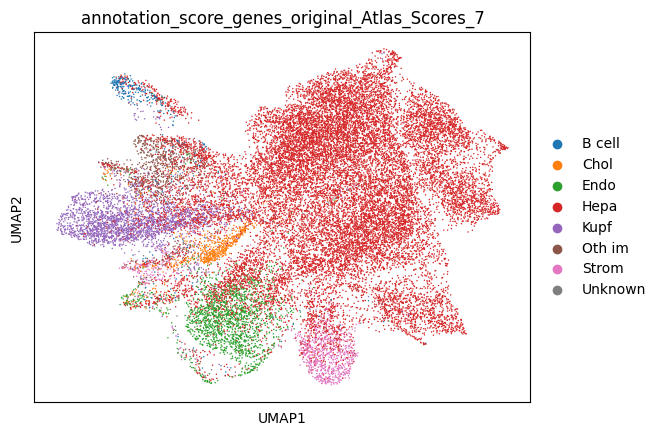 annotation_score_genes_original_Atlas_Scores_7
UMAP2
B cell
Chol
Endo
Hepa
Kupf
Oth im
Strom
Unknown
UMAP1